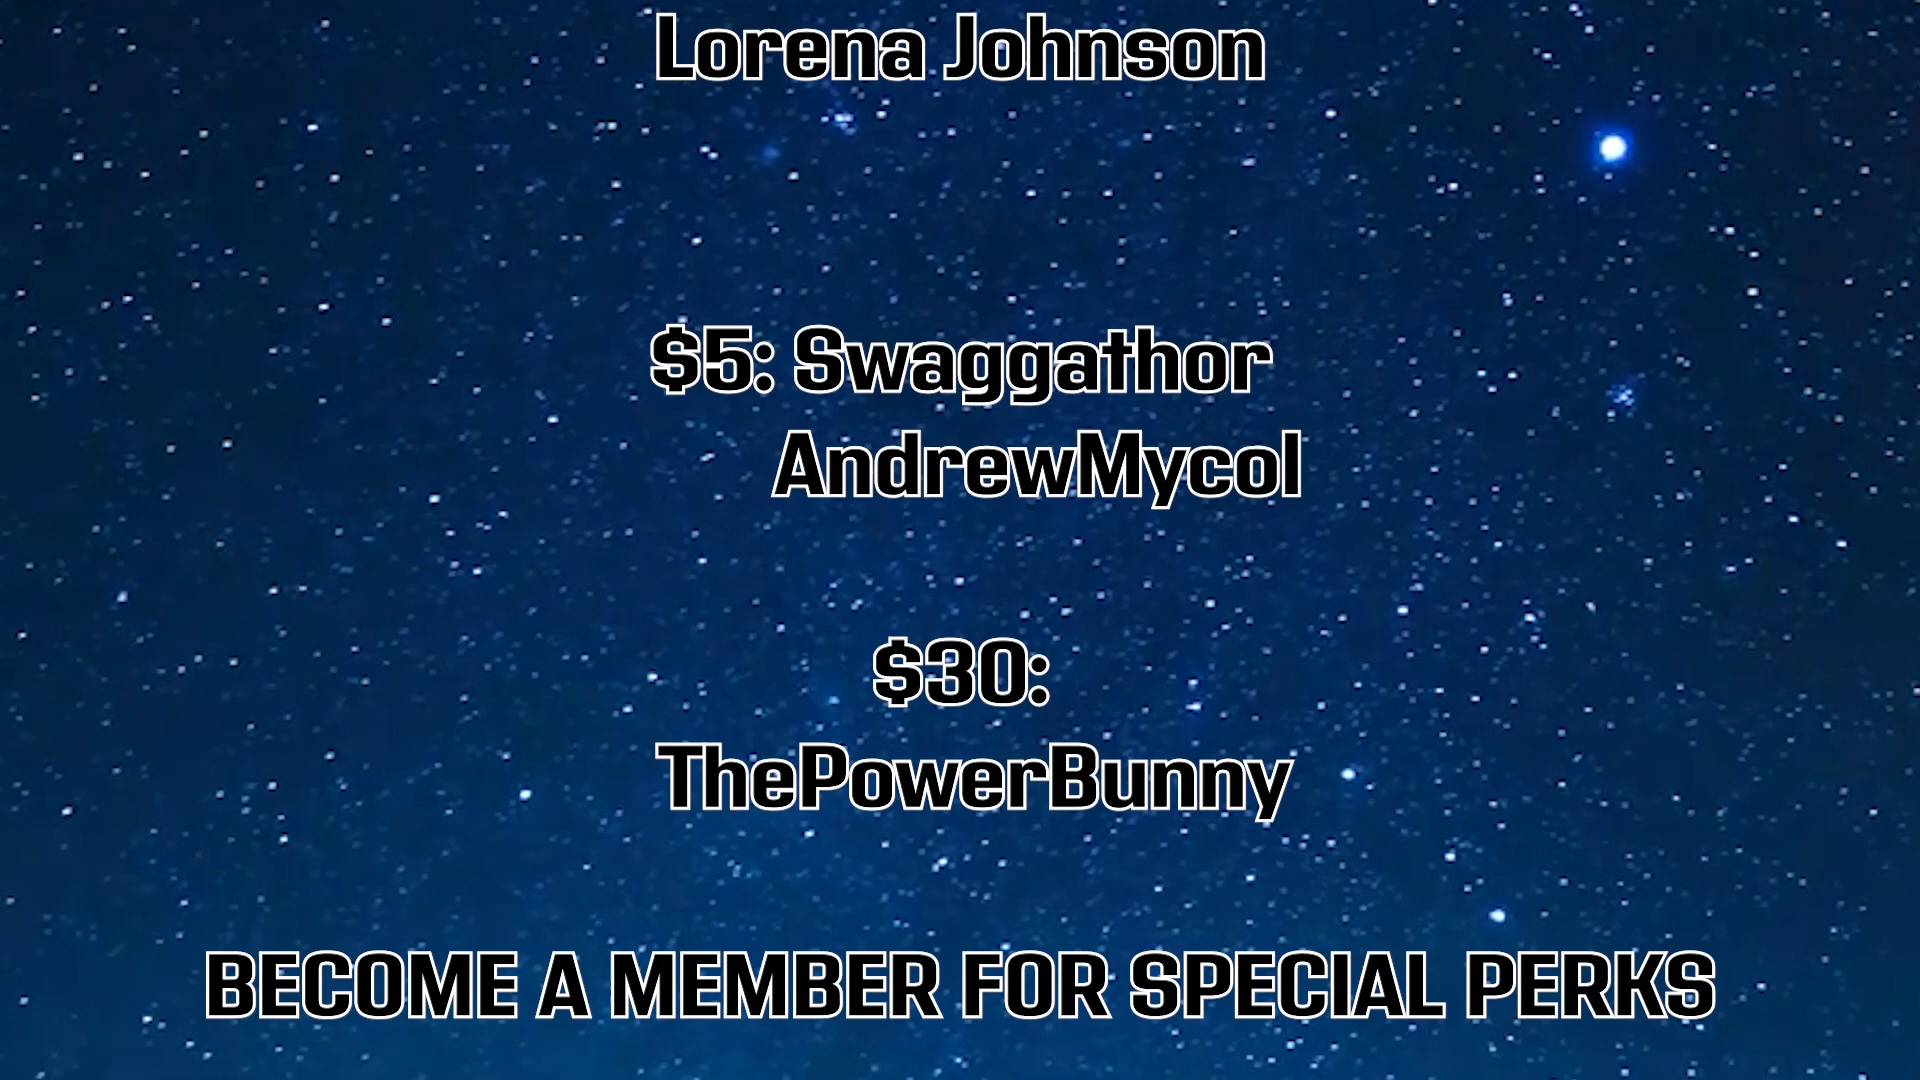 Lorena Johnson
$5: Swaggathor
AndrewMycol
$30:
ThePowerBunny
BECOME A MEMBER FOR SPECIAL PERKS